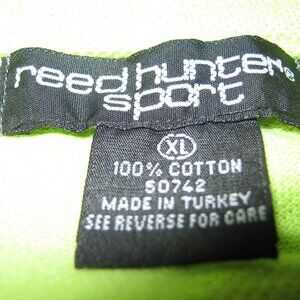 reed hunter®
sport
XL
100% COTTON
50742
MADE IN TURKEY
SEE REVERSE FOR CARE